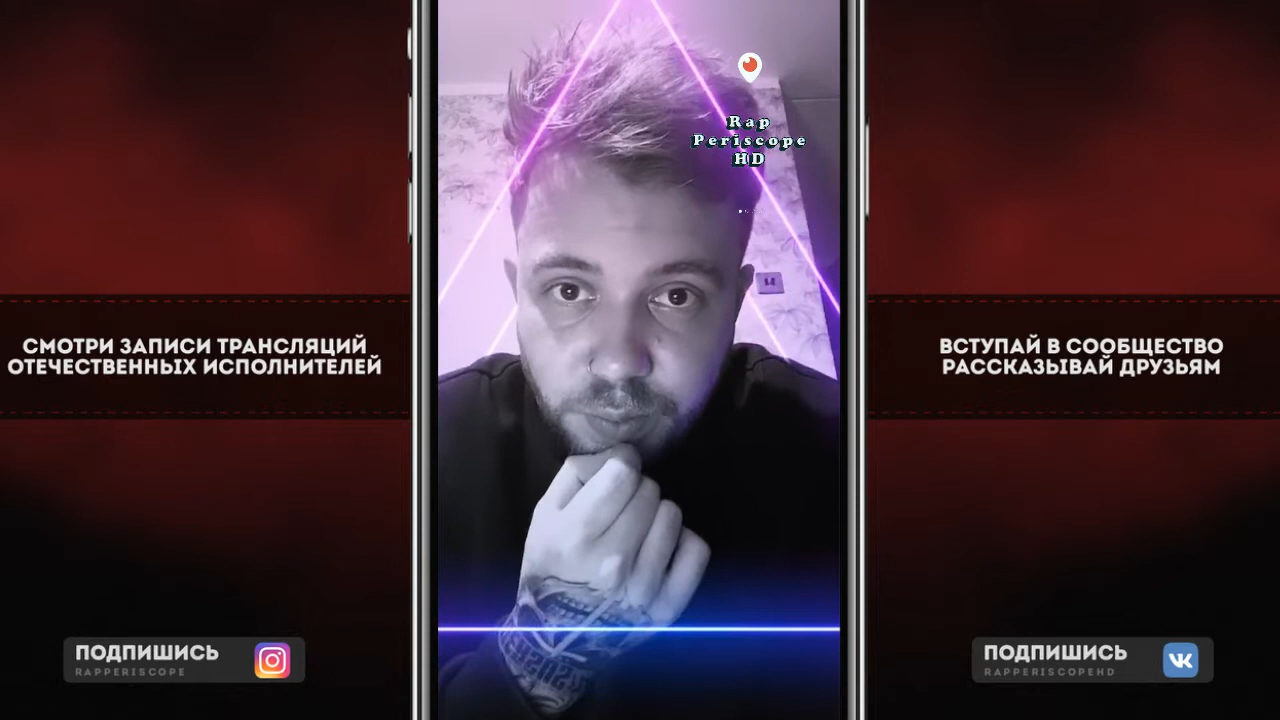 Rap
Periscope
HD
СМОТРИ ЗАПИСИ ТРАНСЛЯЦИЙ
ОТЕЧЕСТВЕННЫХ ИСПОЛНИТЕЛЕЙ
ВСТУПАЙ В СООБЩЕСТВО
РАССКАЗЫВАЙ ДРУЗЬЯМ
ПОДПИШИСЬ
RAPPERISCOPE
ПОДПИШИСЬ
RAPPERISCOPEHD